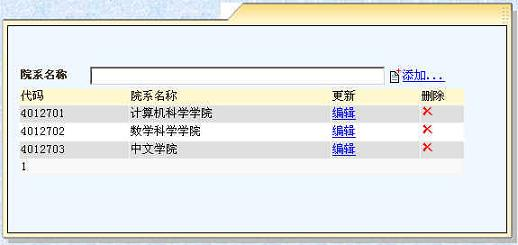 院系名称 添加...
代码 院系名称 更新 删除
4012701 计算机科学学院 编辑
4012702 数学科学学院 编辑
4012703 中文学院 编辑
1